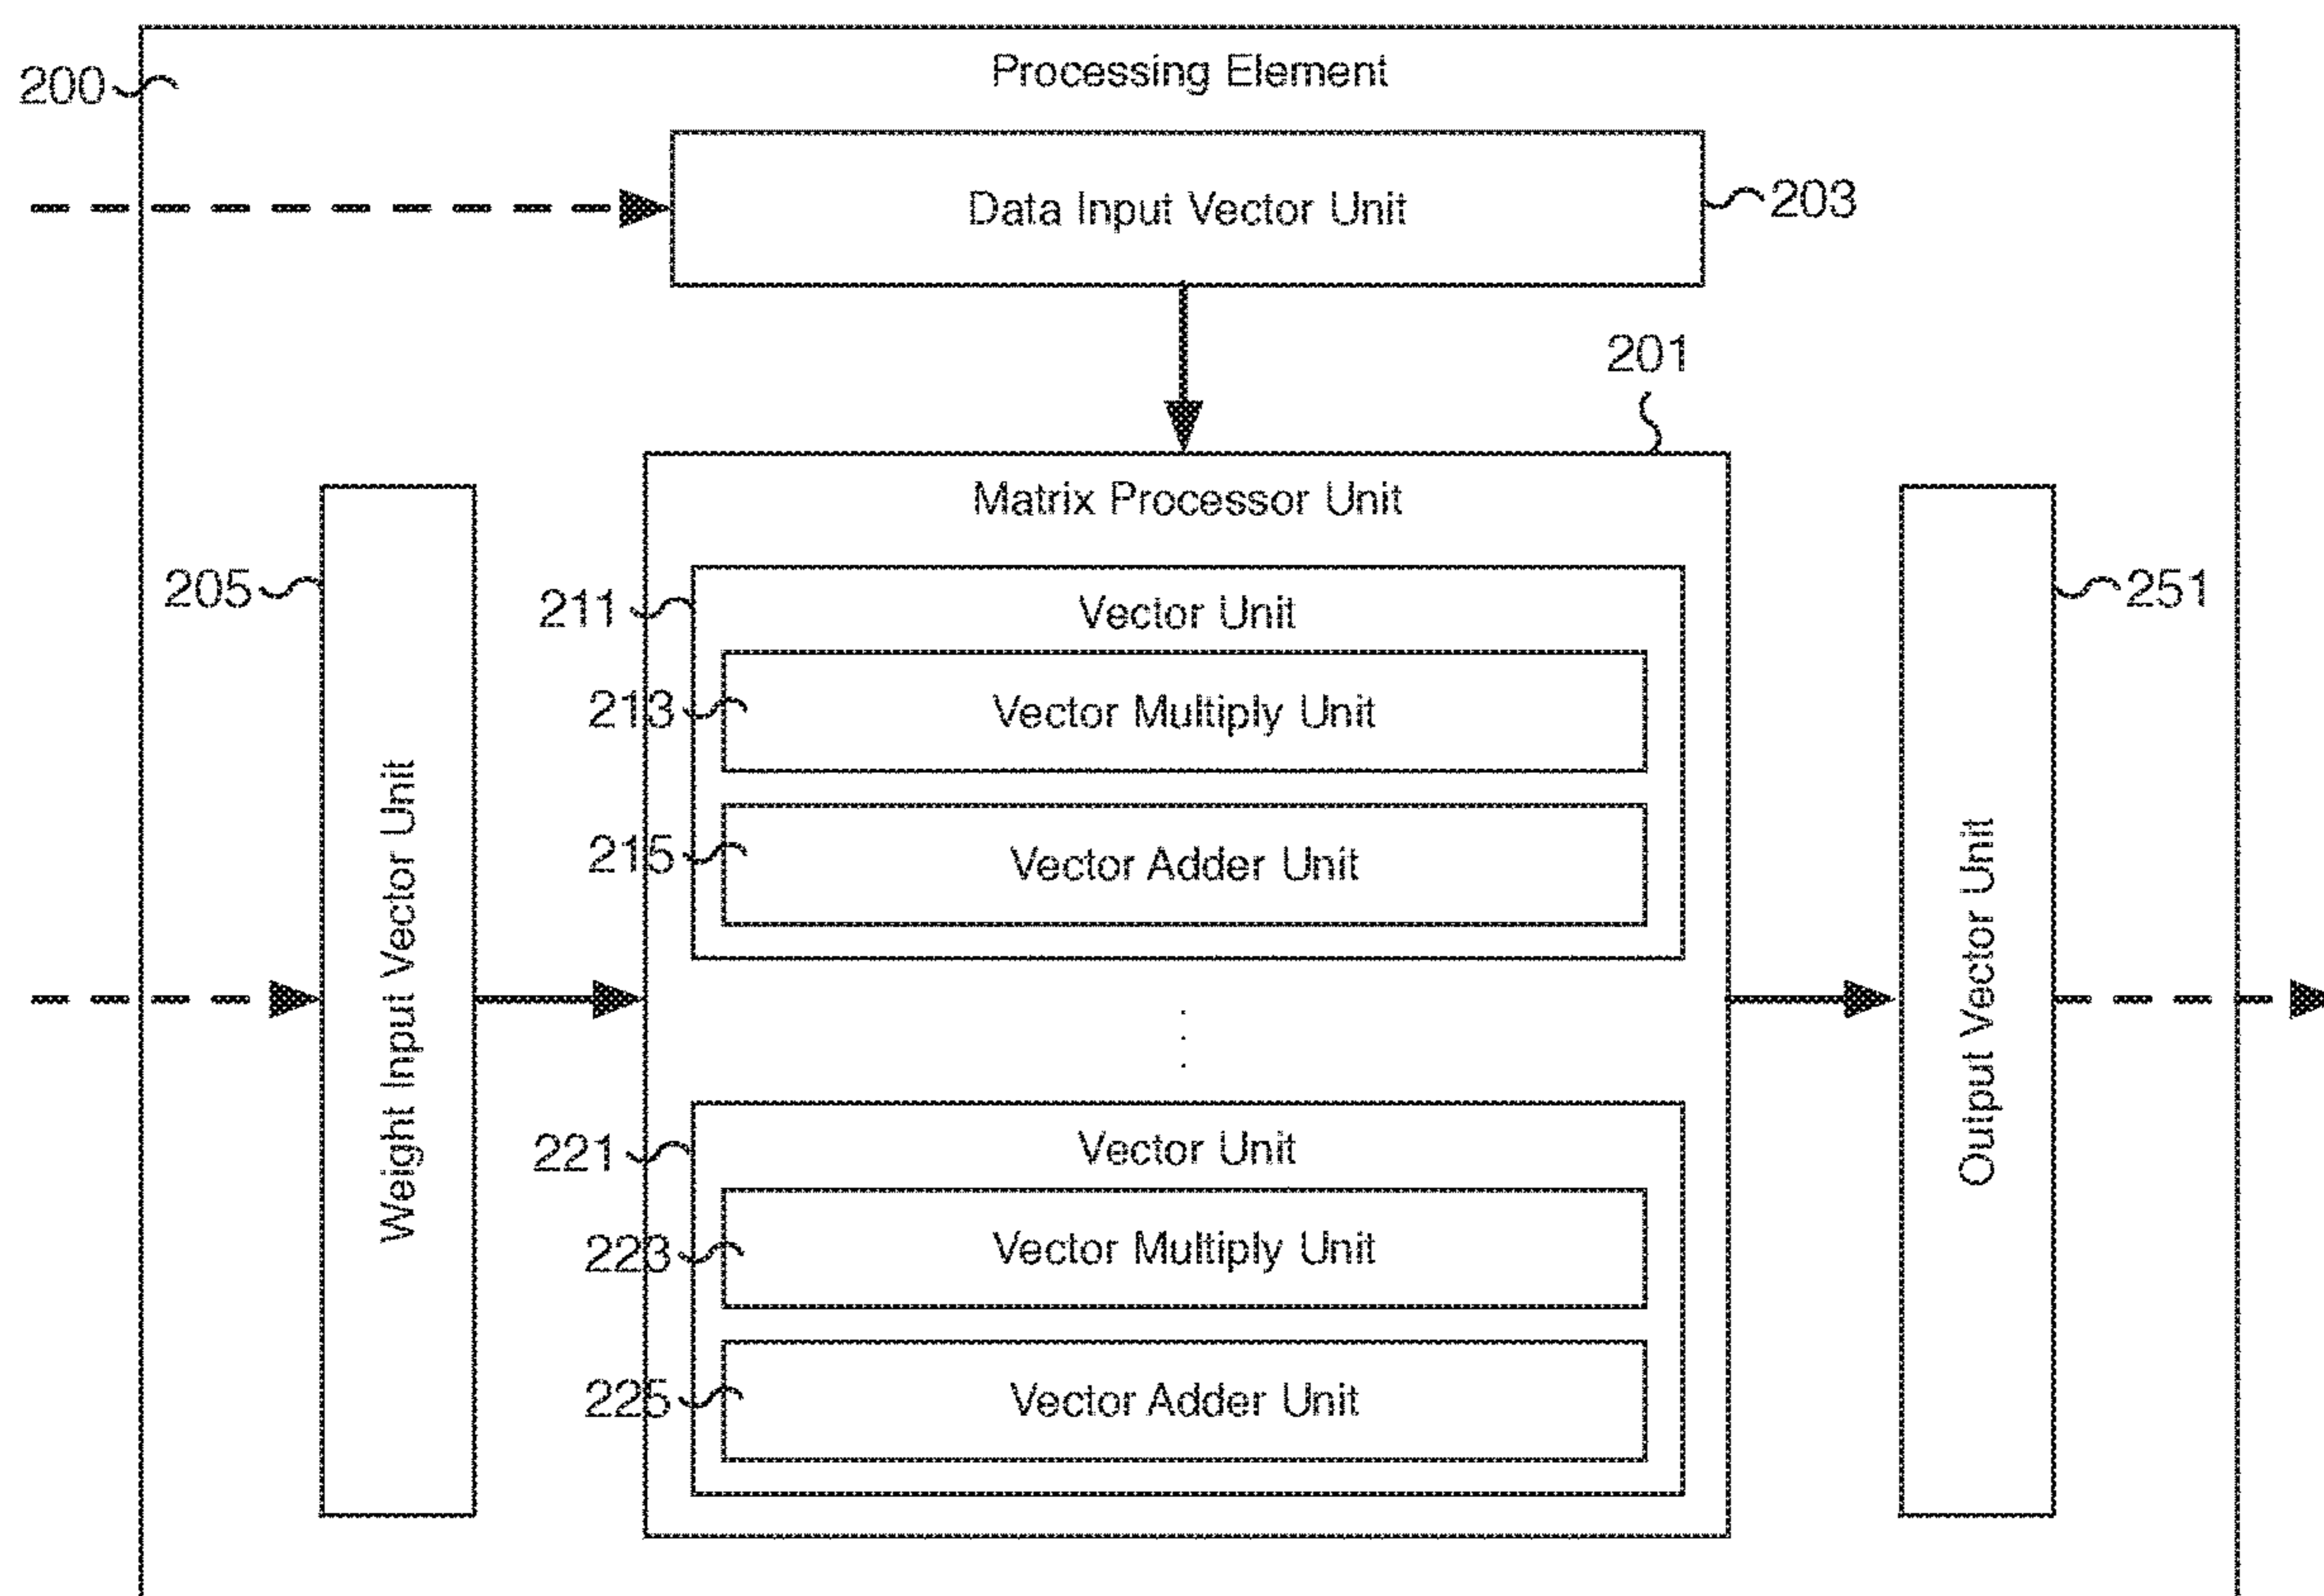 Processing Element
200
Data Input Vector Unit
203
201
Matrix Processor Unit
205
211
Vector Unit
251
213
Vector Multiply Unit
215
Vector Adder Unit
Weight Input Vector Unit
Output Vector Unit
.
.
.
221
Vector Unit
223
Vector Multiply Unit
225
Vector Adder Unit